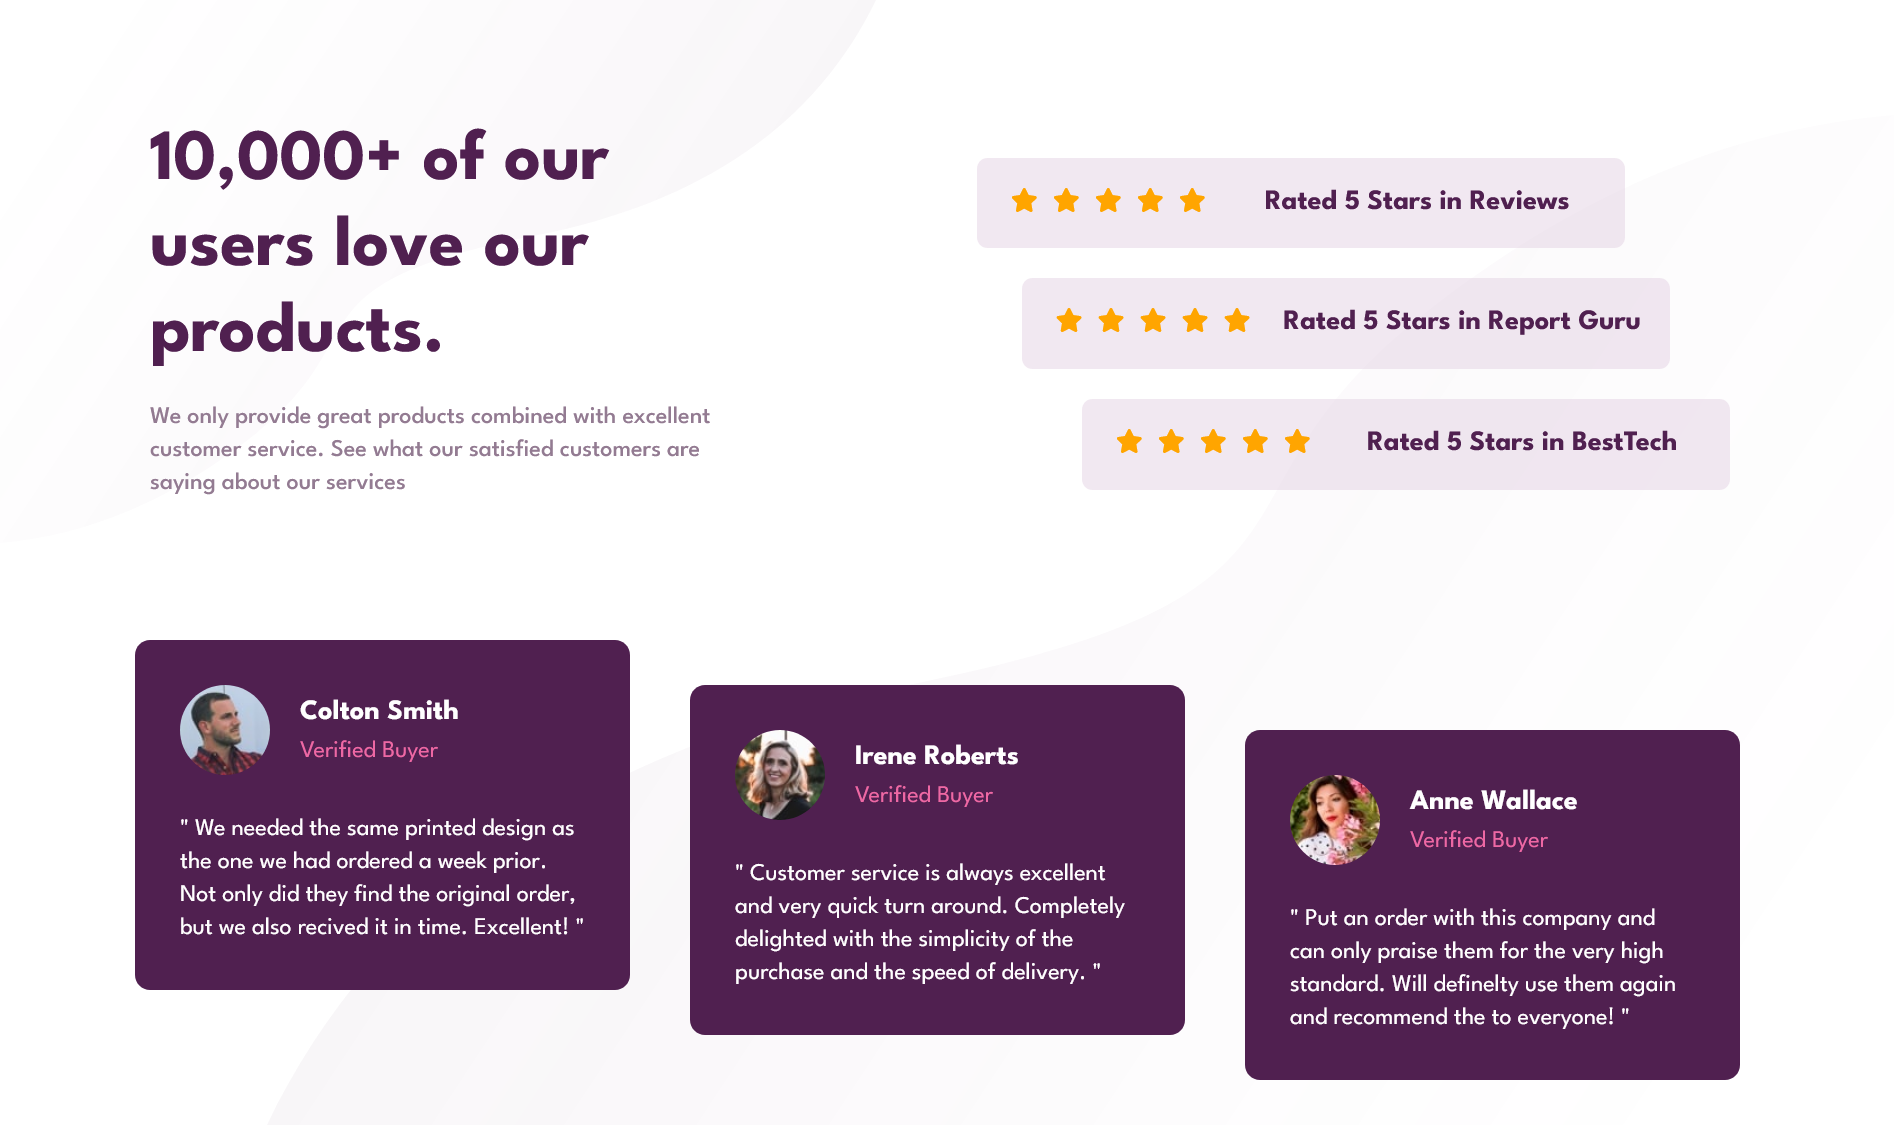 10,000+ of our
users love our
products.
We only provide great products combined with excellent
customer service. See what our satisfied customers are
saying about our services
Rated 5 Stars in Reviews
Rated 5 Stars in Report Guru
Rated 5 Stars in BestTech
Colton Smith
Verified Buyer
" We needed the same printed design as
the one we had ordered a week prior.
Not only did they find the original order,
but we also recived it in time. Excellent! "
Irene Roberts
Verified Buyer
" Customer service is always excellent
and very quick turn around. Completely
delighted with the simplicity of the
purchase and the speed of delivery. "
Anne Wallace
Verified Buyer
" Put an order with this company and
can only praise them for the very high
standard. Will definelty use them again
and recommend the to everyone! "